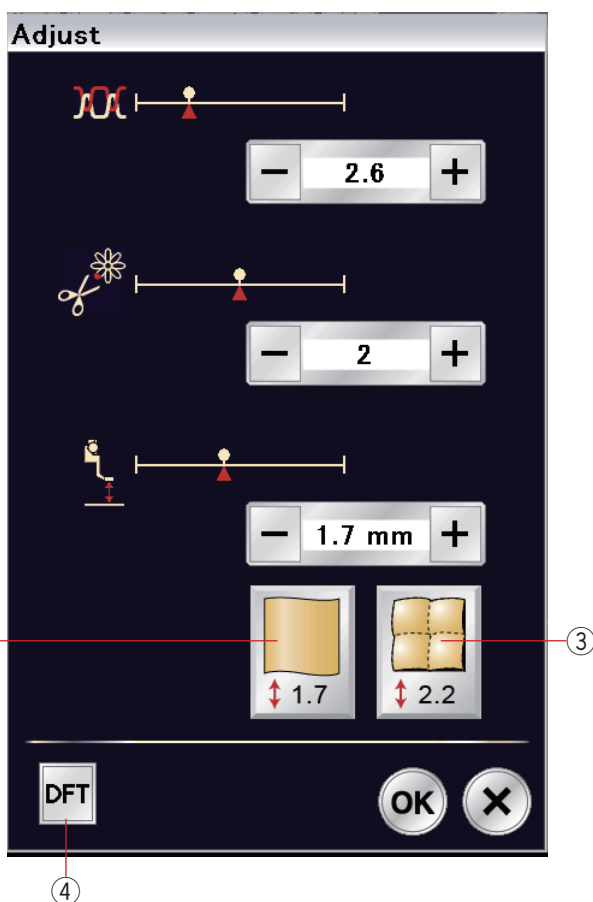 Adjust
− 2.6 +
− 2 +
− 1.7 mm +
1.7 2.2
③
DFT OK ×
④